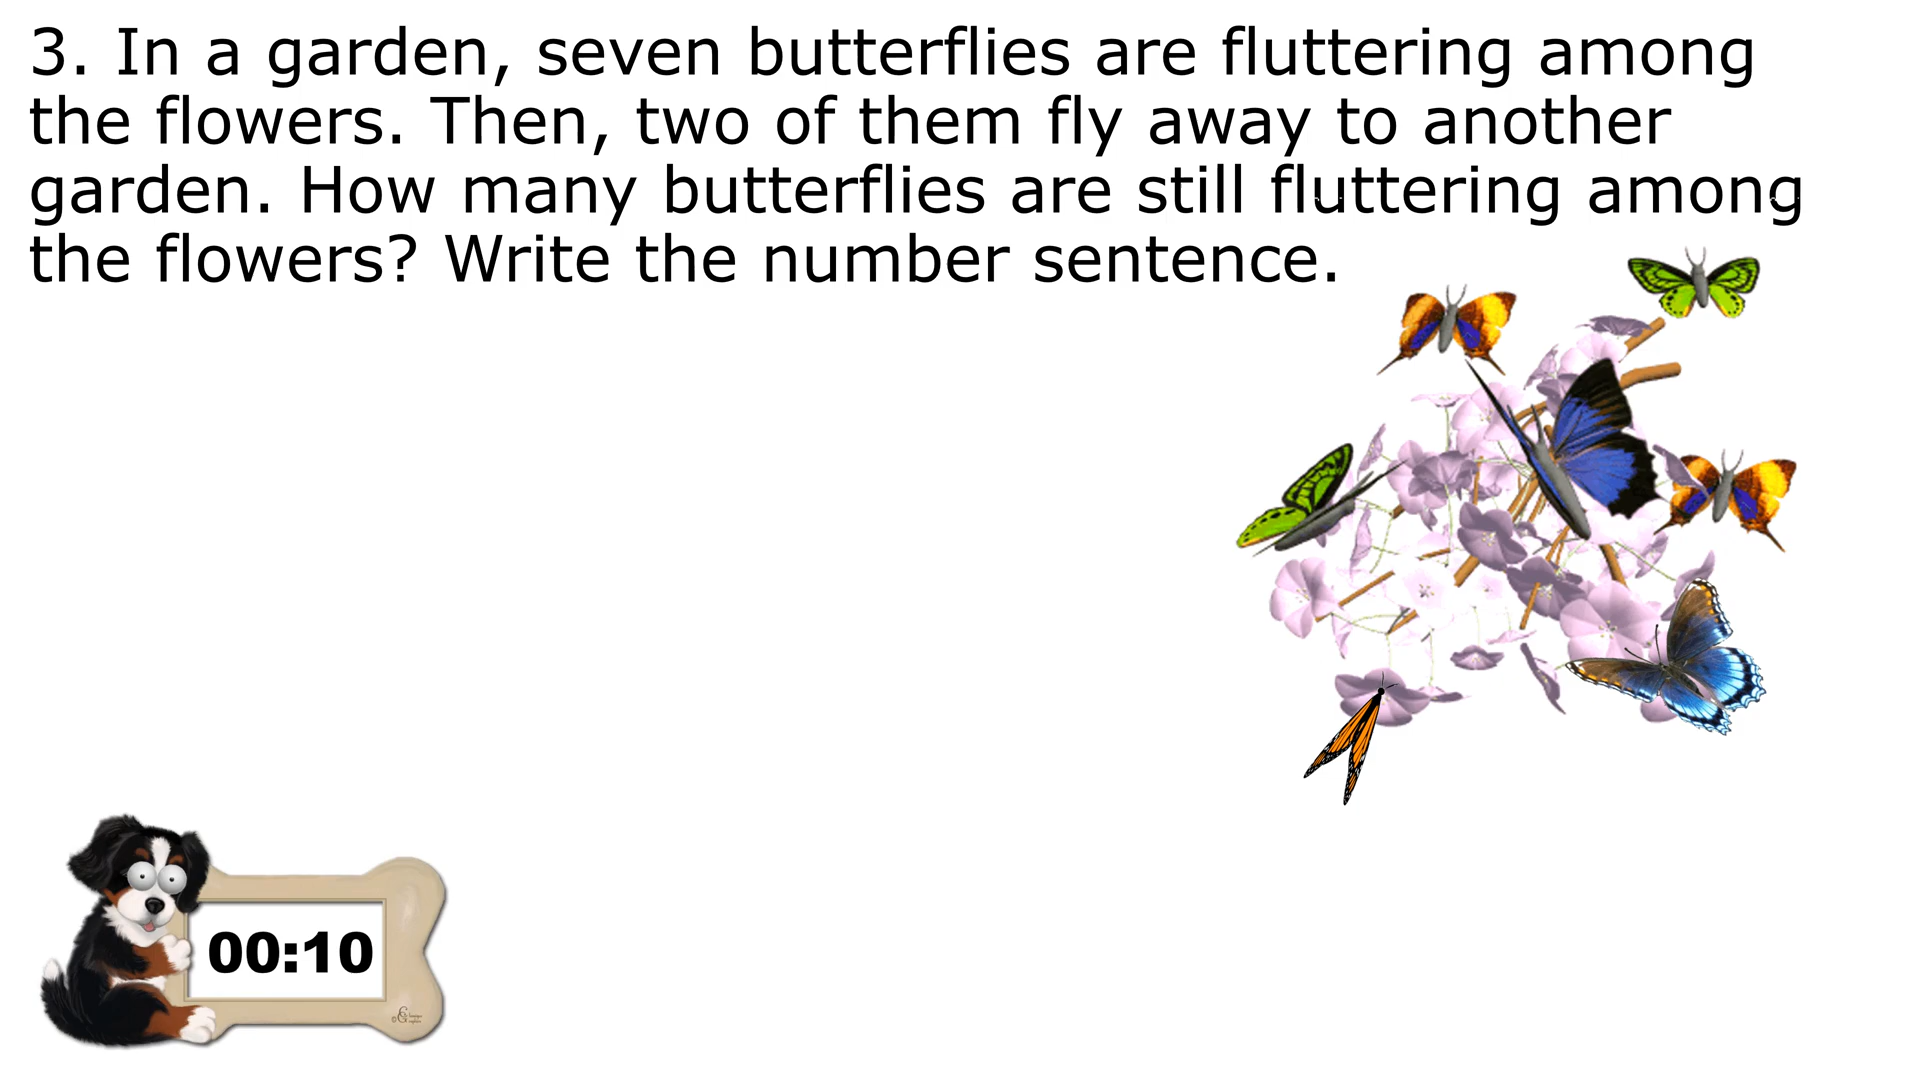 3. In a garden, seven butterflies are fluttering among
the flowers. Then, two of them fly away to another
garden. How many butterflies are still fluttering among
the flowers? Write the number sentence.
00:10